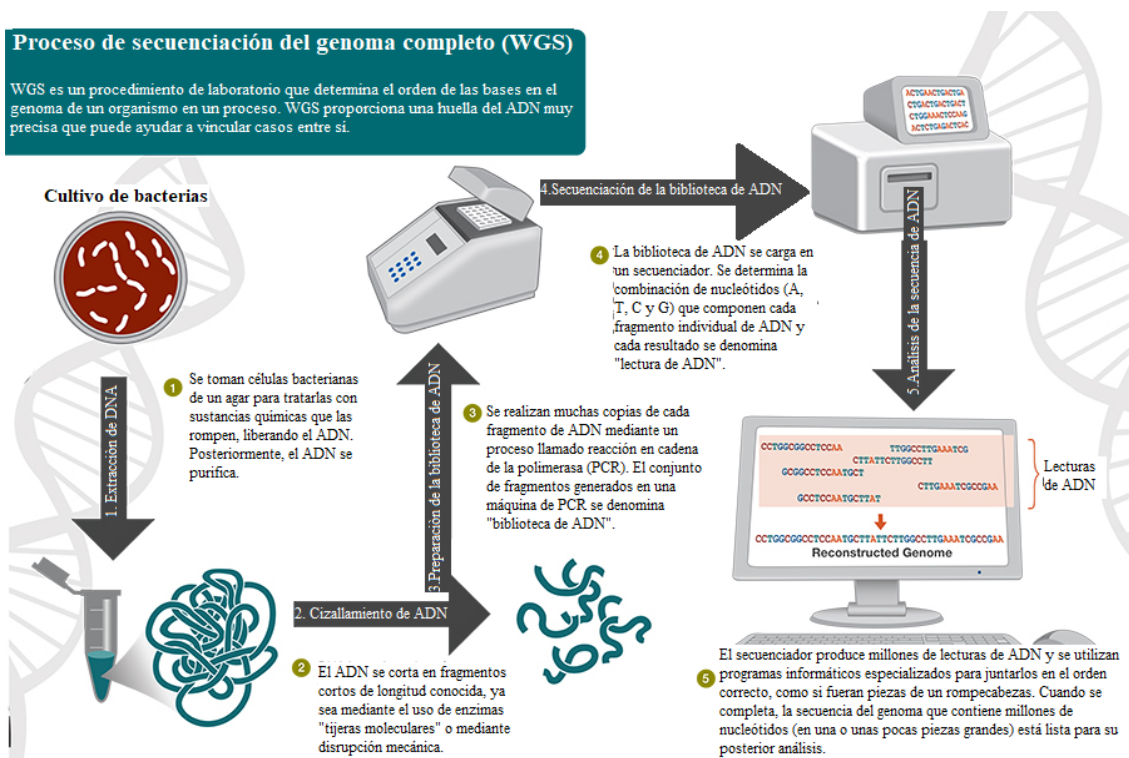 Proceso de secuenciación del genoma completo (WGS)
WGS es un procedimiento de laboratorio que determina el orden de las bases en el
genoma de un organismo en un proceso. WGS proporciona una huella del ADN muy
precisa que puede ayudar a vincular casos entre sí.
Cultivo de bacterias
1. Extracción de DNA
1
Se toman células bacterianas
de un agar para tratarlas con
sustancias químicas que las
rompen, liberando el ADN.
Posteriormente, el ADN se
purifica.
2. Cizallamiento de ADN
2
El ADN se corta en fragmentos
cortos de longitud conocida, ya
sea mediante el uso de enzimas
"tijeras moleculares" o mediante
disrupción mecánica.
3.Preparación de la biblioteca de ADN
3
Se realizan muchas copias de cada
fragmento de ADN mediante un
proceso llamado reacción en cadena
de la polimerasa (PCR). El conjunto
de fragmentos generados en una
máquina de PCR se denomina
"biblioteca de ADN".
4.Secuenciación de la biblioteca de ADN
4
La biblioteca de ADN se carga en
un secuenciador. Se determina la
combinación de nucleótidos (A,
T, C y G) que componen cada
fragmento individual de ADN y
cada resultado se denomina
"lectura de ADN".
ACTGAACTGACTGA
CTGACTGACTGACT
CTGGAAACTCCAAG
ACTCTGAGACTCAC
5.Análisis de la secuencia de ADN
CCTGGCGGCCTCCAA
TTGGCCTTGAAATCG
CTTATTCTTGGCCTT
GCGGCCTCCAATGCT
CTTGAAATCGCCGAA
GCCTCCAATGCTTAT
Lecturas
de ADN
CCTGGCGGCCTCCAATGCTTATTCTTGGCCTTGAAATCGCCGAA
Reconstructed Genome
5
El secuenciador produce millones de lecturas de ADN y se utilizan
programas informáticos especializados para juntarlos en el orden
correcto, como si fueran piezas de un rompecabezas. Cuando se
completa, la secuencia del genoma que contiene millones de
nucleótidos (en una o unas pocas piezas grandes) está lista para su
posterior análisis.